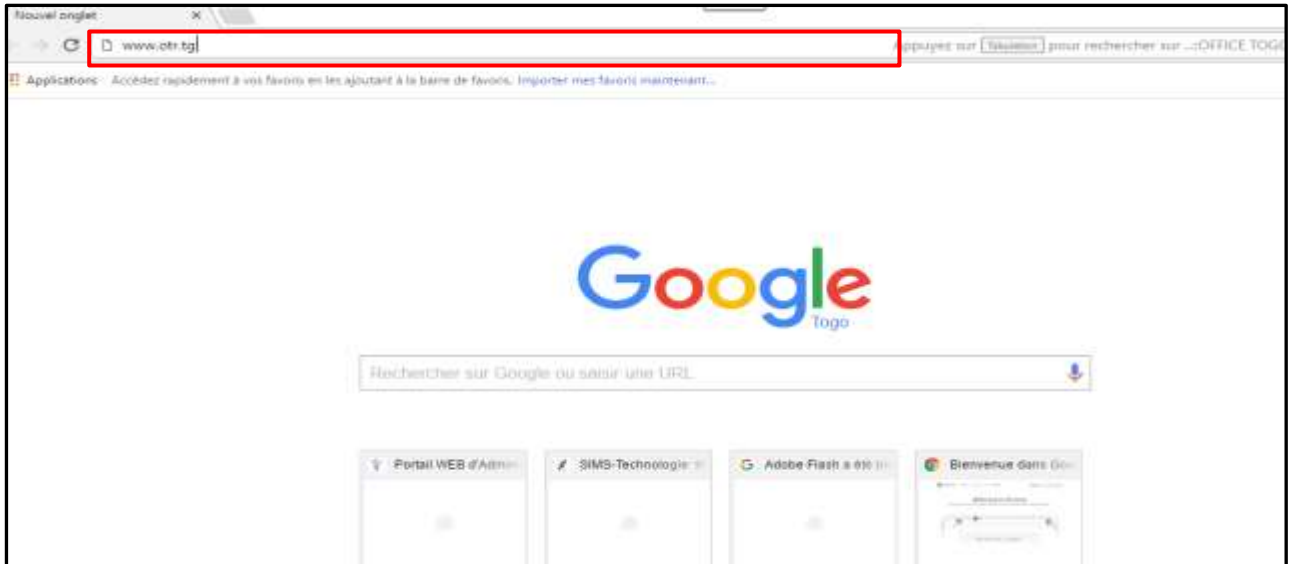 Nouvel onglet
www.otr.tg
Appuyez sur Tabulation pour rechercher sur ...::OFFICE TOGO
Applications Accédez rapidement à vos favoris en les ajoutant à la barre de favoris. Importer mes favoris maintenant...
Google
Togo
Rechercher sur Google ou saisir une URL
Portail WEB d'Admin
SIMS-Technologie
Adobe Flash a été
Bienvenue dans Goo